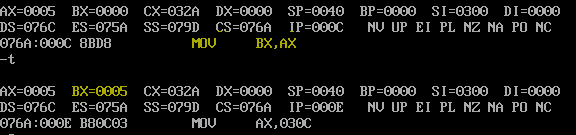 AX=0005 BX=0000 CX=032A DX=0000 SP=0040 BP=0000 SI=0300 DI=0000
DS=076C ES=075A SS=079D CS=076A IP=000C NV UP EI PL NZ NA PO NC
076A:000C 8BD8 MOV BX,AX
-t
AX=0005 BX=0005 CX=032A DX=0000 SP=0040 BP=0000 SI=0300 DI=0000
DS=076C ES=075A SS=079D CS=076A IP=000E NV UP EI PL NZ NA PO NC
076A:000E B80C03 MOV AX,030C